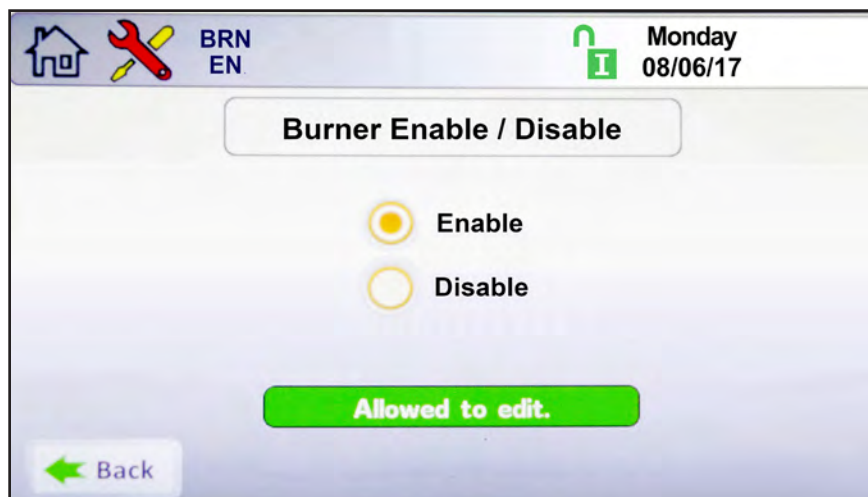 BRN
EN
I
Monday
08/06/17
Burner Enable / Disable
Enable
Disable
Allowed to edit.
Back